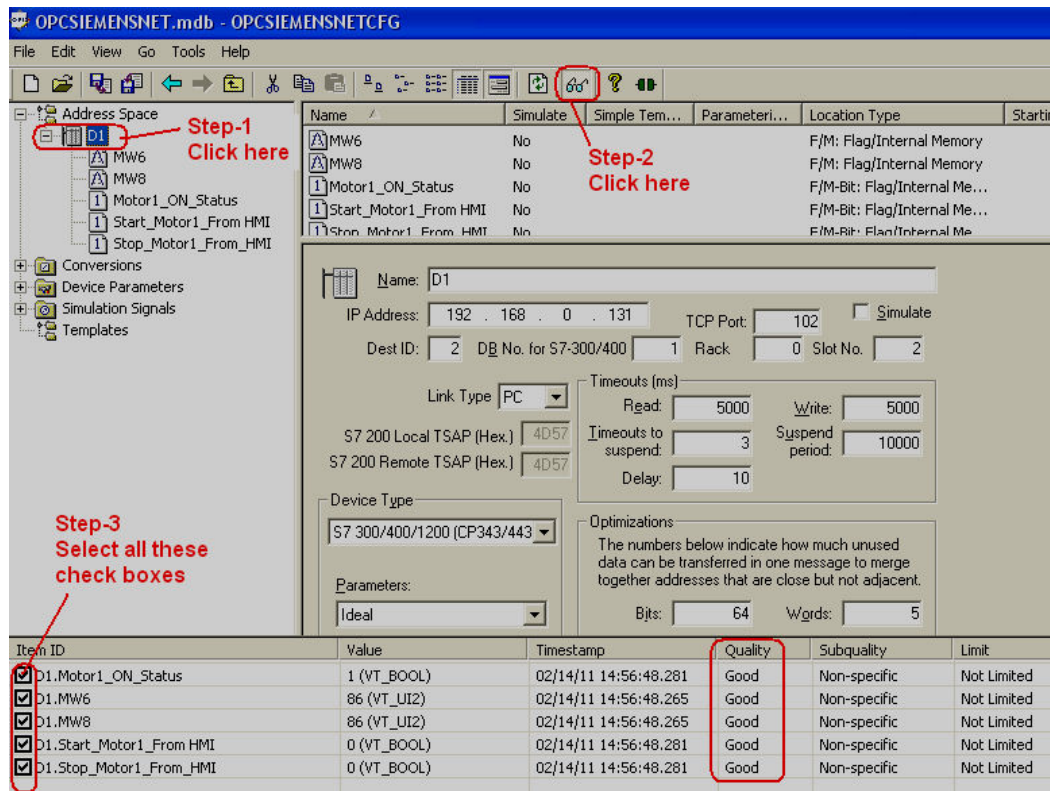 OPCSIEMENSNET.mdb - OPCSIEMENSNETCFG
File Edit View Go Tools Help
Address Space
D1
MW6
MW8
Motor1_ON_Status
Start_Motor1_From HMI
Stop_Motor1_From_HMI
Conversions
Device Parameters
Simulation Signals
Templates
Step-1
Click here
Name Simulate Simple Tem... Parameteri... Location Type Startin
MW6 No F/M: Flag/Internal Memory
MW8 No F/M: Flag/Internal Memory
Motor1_ON_Status No F/M-Bit: Flag/Internal Me...
Start_Motor1_From HMI No F/M-Bit: Flag/Internal Me...
Stop_Motor1_From_HMI No F/M-Bit: Flag/Internal Me
Step-2
Click here
Name: D1
IP Address: 192 . 168 . 0 . 131 TCP Port: 102 Simulate
Dest ID: 2 DB No. for S7-300/400 1 Rack 0 Slot No. 2
Link Type PC
S7 200 Local TSAP (Hex.) 4D57
S7 200 Remote TSAP (Hex.) 4D57
Timeouts (ms)
Read: 5000 Write: 5000
Timeouts to suspend: 3 Suspend period: 10000
Delay: 10
Device Type
S7 300/400/1200 (CP343/443
Parameters:
Ideal
Optimizations
The numbers below indicate how much unused
data can be transferred in one message to merge
together addresses that are close but not adjacent.
Bits: 64 Words: 5
Step-3
Select all these
check boxes
Item ID Value Timestamp Quality Subquality Limit
D1.Motor1_ON_Status 1 (VT_BOOL) 02/14/11 14:56:48.281 Good Non-specific Not Limited
D1.MW6 86 (VT_UI2) 02/14/11 14:56:48.265 Good Non-specific Not Limited
D1.MW8 86 (VT_UI2) 02/14/11 14:56:48.265 Good Non-specific Not Limited
D1.Start_Motor1_From HMI 0 (VT_BOOL) 02/14/11 14:56:48.281 Good Non-specific Not Limited
D1.Stop_Motor1_From_HMI 0 (VT_BOOL) 02/14/11 14:56:48.281 Good Non-specific Not Limited